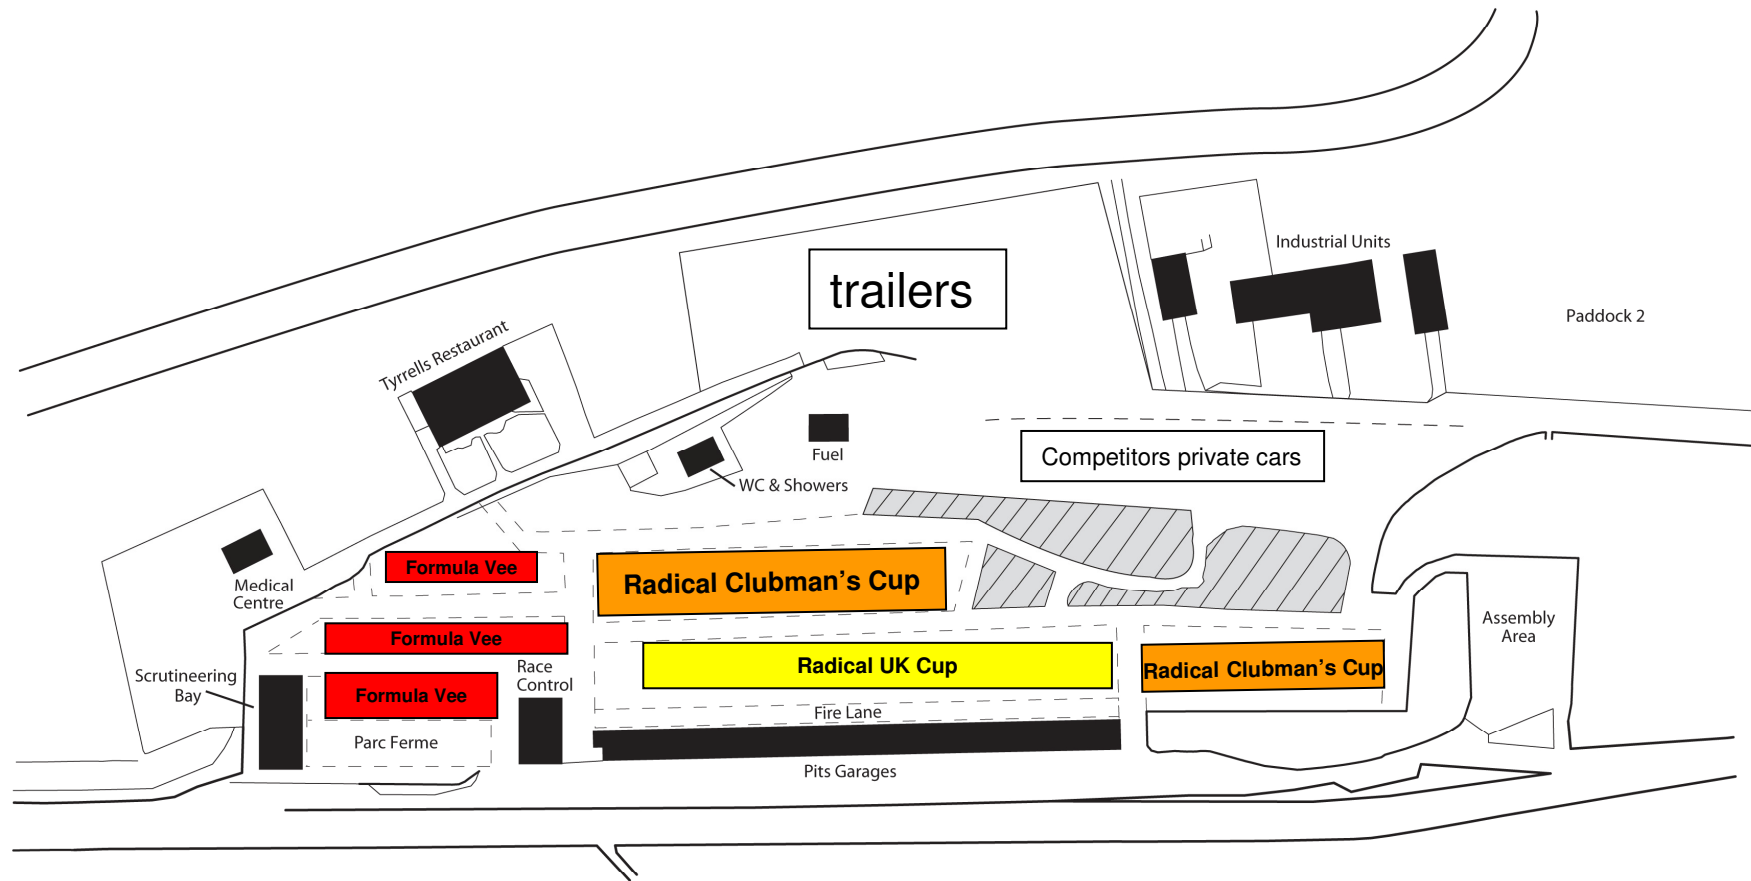 Industrial Units
trailers
Paddock 2
Tyrrells Restaurant
Fuel
Competitors private cars
WC & Showers
Formula Vee
Radical Clubman’s Cup
Medical
Centre
Formula Vee
Assembly
Area
Radical UK Cup
Radical Clubman’s Cup
Race
Control
Scrutineering
Bay
Formula Vee
Fire Lane
Parc Ferme
Pits Garages